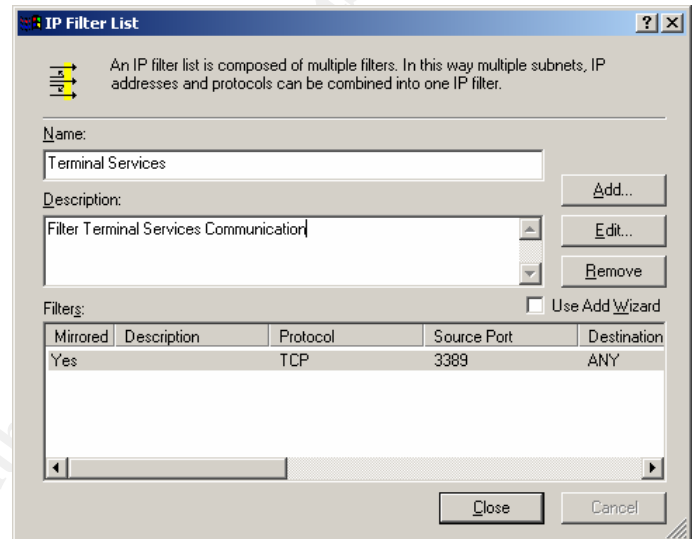 IP Filter List
An IP filter list is composed of multiple filters. In this way multiple subnets, IP
addresses and protocols can be combined into one IP filter.
Name:
Terminal Services
Add...
Description:
Filter Terminal Services Communication
Edit...
Remove
Filters:
Use Add Wizard
Mirrored Description Protocol Source Port Destination
Yes TCP 3389 ANY
Close Cancel